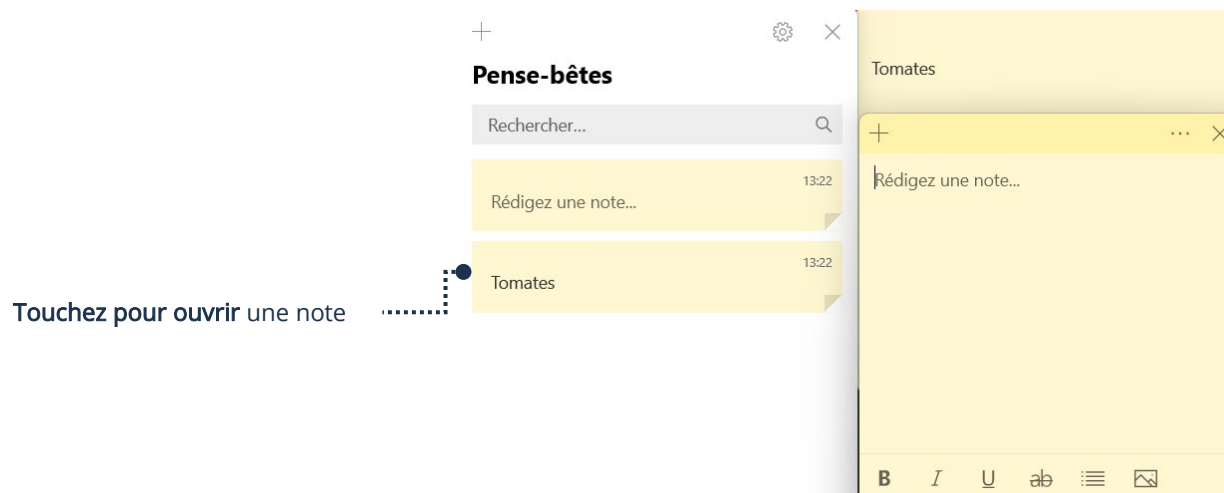 Pense-bêtes
Rechercher...
13:22
Rédigez une note...
13:22
Tomates
Touchez pour ouvrir une note
Tomates
Rédigez une note...
B I U ab